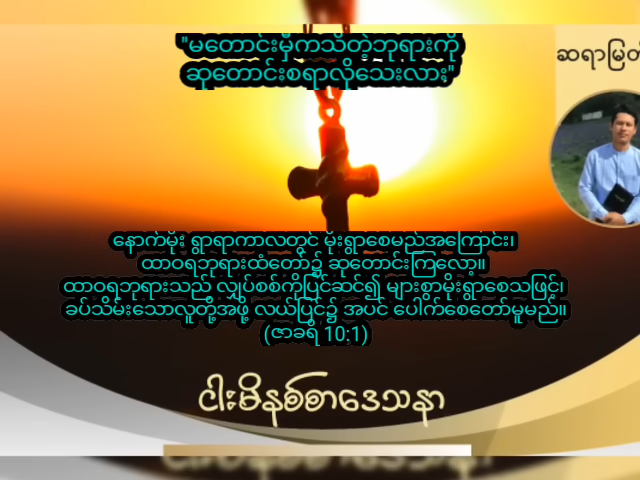 "မတောင်းမှီကသိတဲ့ဘုရားကို
ဆုတောင်းစရာလိုသေးလား"
ဆရာမြတ်
နောက်မိုး ရွာရာကာလတွင် မိုးရွာစေမည်အကြောင်း၊
ထာဝရဘုရားထံတော်၌ ဆုတောင်းကြလော့။
ထာဝရဘုရားသည် လျှပ်စစ်ကိုပြင်ဆင်၍ များစွာမိုးရွာစေသဖြင့်၊
ခပ်သိမ်းသောလူတို့အဖို့ လယ်ပြင်၌ အပင် ပေါက်စေတော်မူမည်။
(ဇာခရိ 10:1)
ငါးမိနစ်စာဒေသနာ